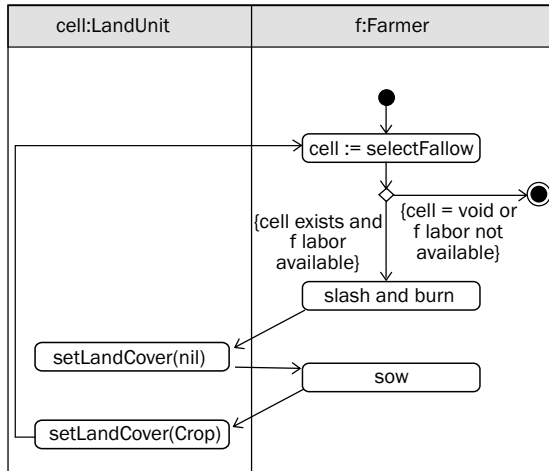 cell:LandUnit
f:Farmer
cell := selectFallow
{cell exists and
f labor
available}
{cell = void or
f labor not
available}
slash and burn
setLandCover(nil)
sow
setLandCover(Crop)